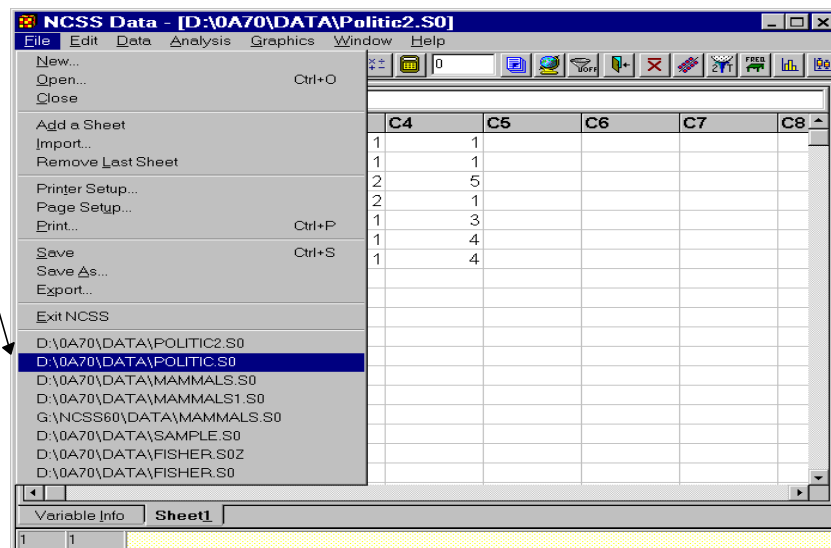 NCSS Data - [D:\0A70\DATA\Politic2.S0]
File Edit Data Analysis Graphics Window Help
0
New...
Open... Ctrl+O
Close
Add a Sheet
Import...
Remove Last Sheet
Printer Setup...
Page Setup...
Print... Ctrl+P
Save Ctrl+S
Save As...
Export...
Exit NCSS
D:\0A70\DATA\POLITIC2.S0
D:\0A70\DATA\POLITIC.S0
D:\0A70\DATA\MAMMALS.S0
D:\0A70\DATA\MAMMALS1.S0
G:\NCSS60\DATA\MAMMALS.S0
D:\0A70\DATA\SAMPLE.S0
D:\0A70\DATA\FISHER.S0Z
D:\0A70\DATA\FISHER.S0
C4 C5 C6 C7 C8
1 1
1 1
2 5
2 1
1 3
1 4
1 4
Variable Info Sheet1
1 1